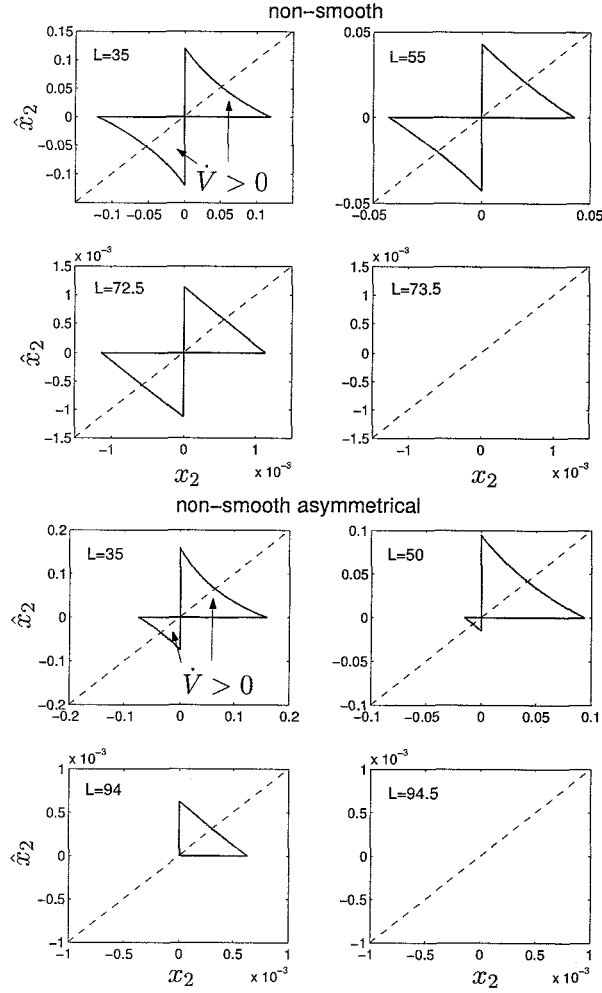 non-smooth
L=35
0.15
0.1
0.05
0
-0.05
-0.1
x̂2
V̇ > 0
-0.1 -0.05 0 0.05 0.1
L=55
0.05
0
-0.05
-0.05 0 0.05
x 10⁻³
L=72.5
1.5
1
0.5
0
-0.5
-1
-1.5
x̂2
-1 0 1
x 10⁻³
x2
x 10⁻³
L=73.5
1.5
1
0.5
0
-0.5
-1
-1.5
-1 0 1
x 10⁻³
x2
non-smooth asymmetrical
L=35
0.2
0.1
0
-0.1
-0.2
x̂2
V̇ > 0
-0.2 -0.1 0 0.1 0.2
L=50
0.1
0.05
0
-0.05
-0.1
-0.1 -0.05 0 0.05 0.1
x 10⁻³
L=94
1
0.5
0
-0.5
-1
x̂2
-1 -0.5 0 0.5 1
x 10⁻³
x2
x 10⁻³
L=94.5
1
0.5
0
-0.5
-1
-1 -0.5 0 0.5 1
x 10⁻³
x2